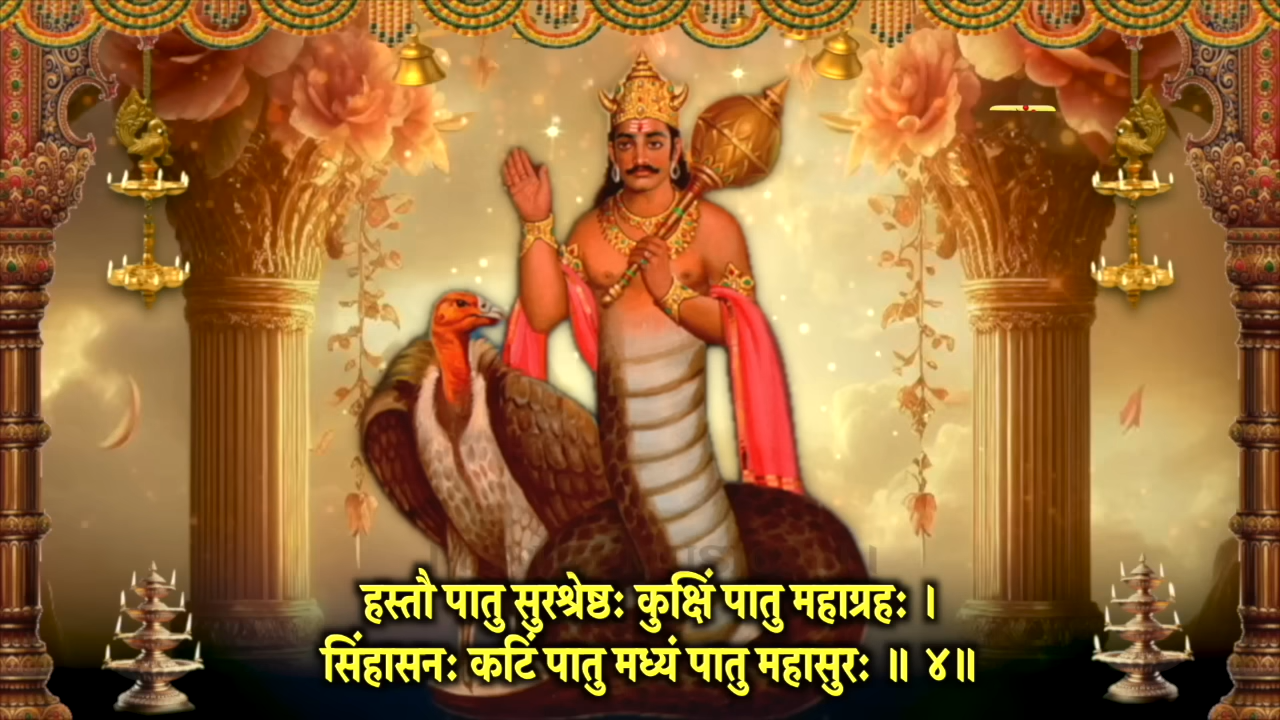 हस्तौ पातु सुरश्रेष्ठः कुक्षिं पातु महाग्रहः ।
सिंहासनः कटिं पातु मध्यं पातु महासुरः ॥ ४॥